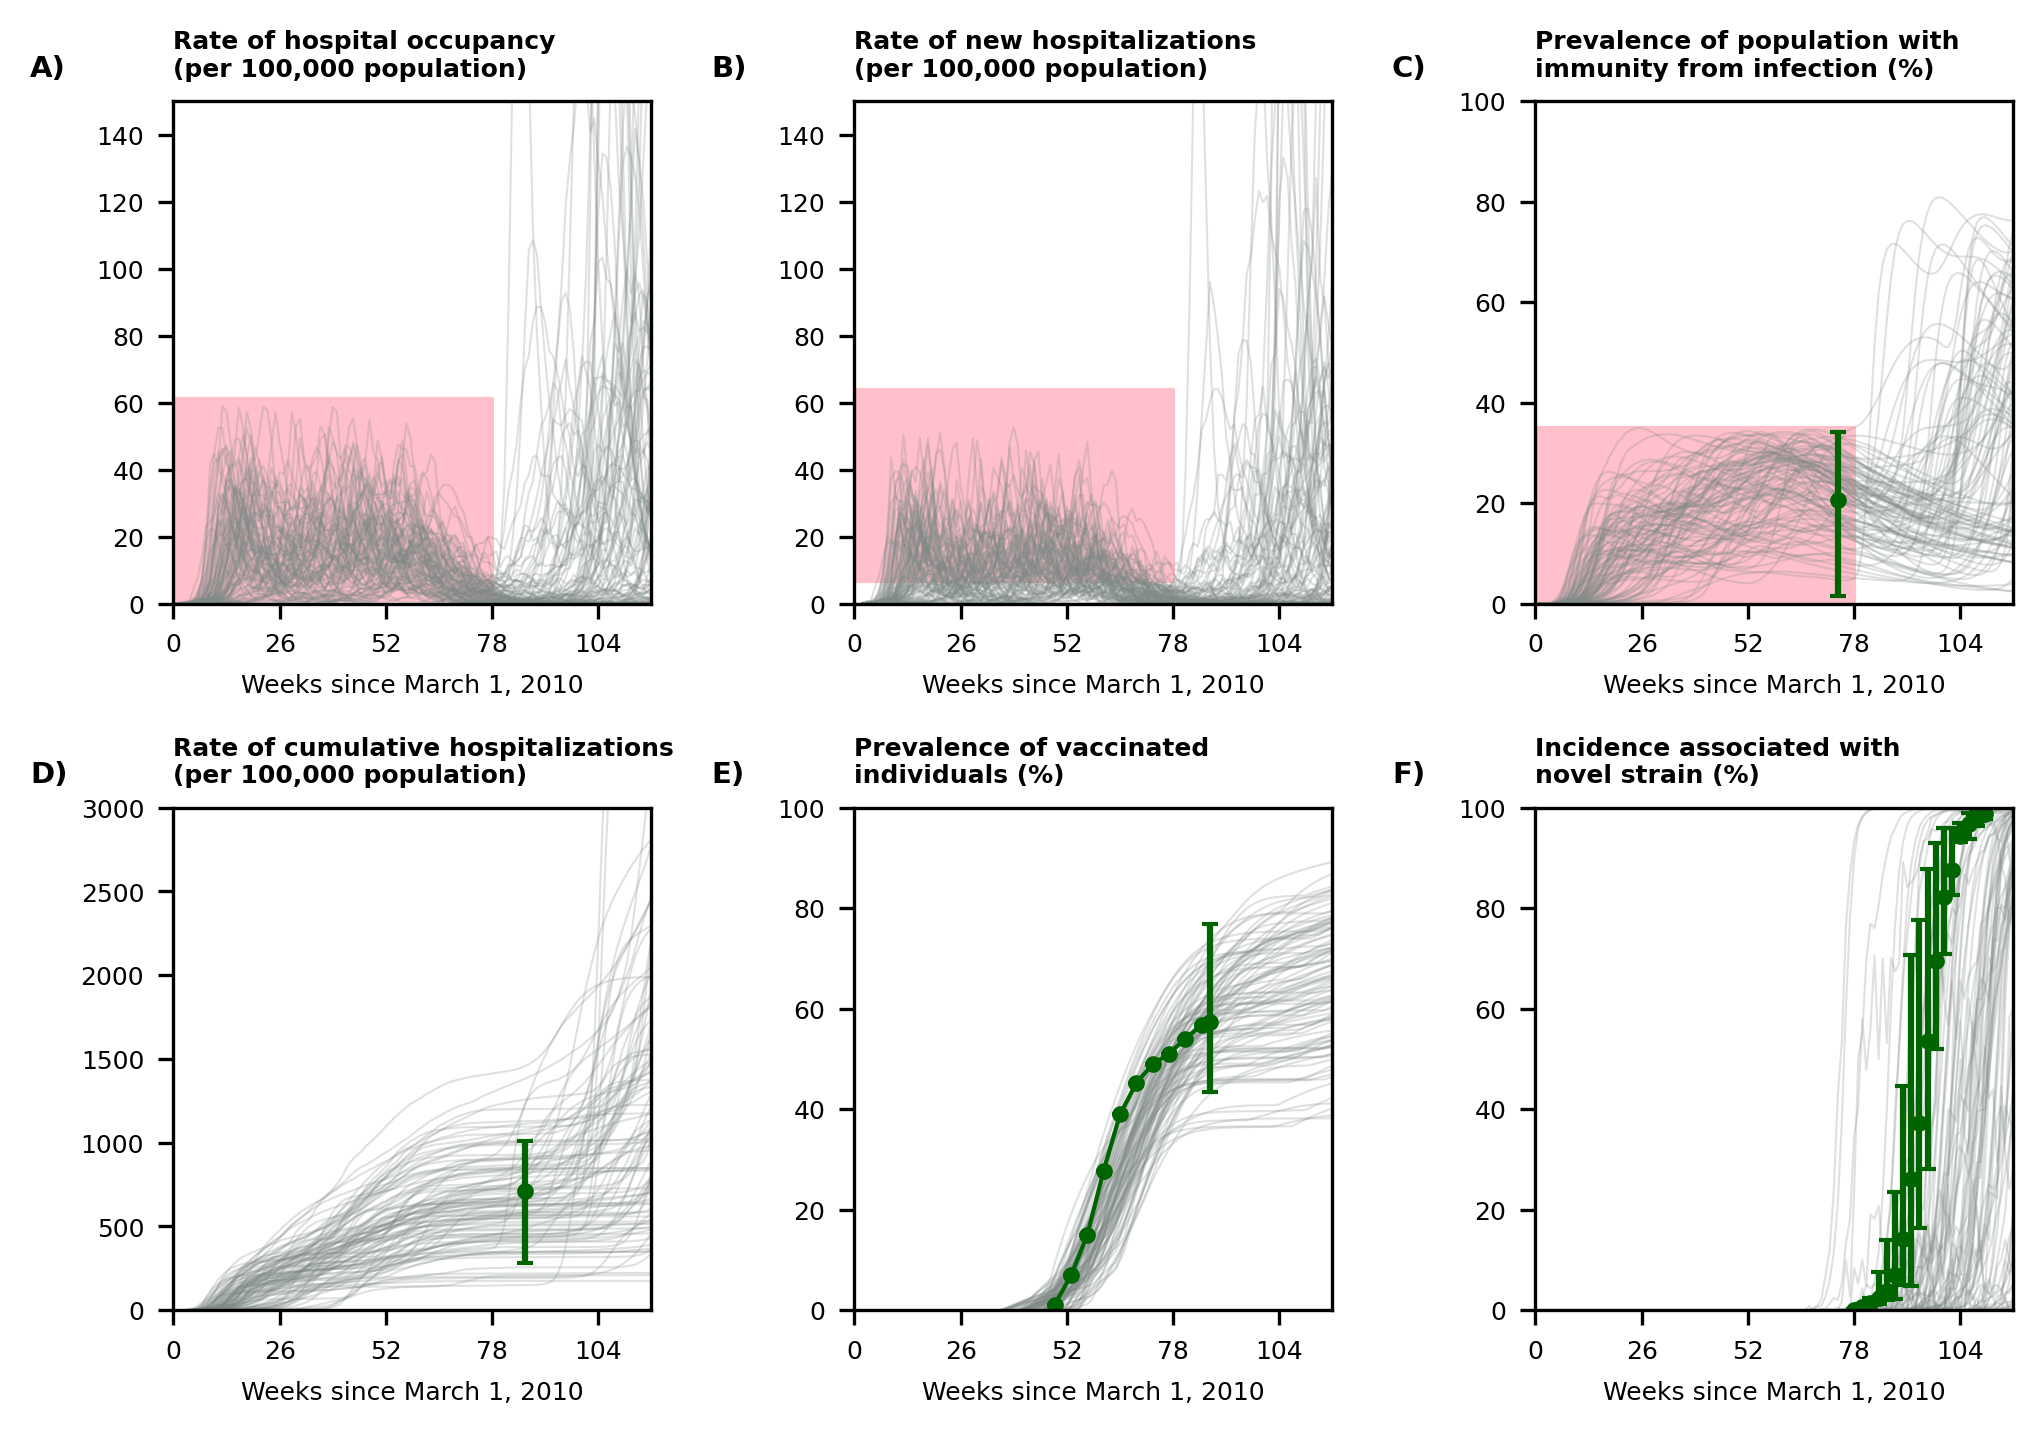 A)
Rate of hospital occupancy
(per 100,000 population)
140
120
100
80
60
40
20
0
0 26 52 78 104
Weeks since March 1, 2010
B)
Rate of new hospitalizations
(per 100,000 population)
140
120
100
80
60
40
20
0
0 26 52 78 104
Weeks since March 1, 2010
C)
Prevalence of population with
immunity from infection (%)
100
80
60
40
20
0
0 26 52 78 104
Weeks since March 1, 2010
D)
Rate of cumulative hospitalizations
(per 100,000 population)
3000
2500
2000
1500
1000
500
0
0 26 52 78 104
Weeks since March 1, 2010
E)
Prevalence of vaccinated
individuals (%)
100
80
60
40
20
0
0 26 52 78 104
Weeks since March 1, 2010
F)
Incidence associated with
novel strain (%)
100
80
60
40
20
0
0 26 52 78 104
Weeks since March 1, 2010